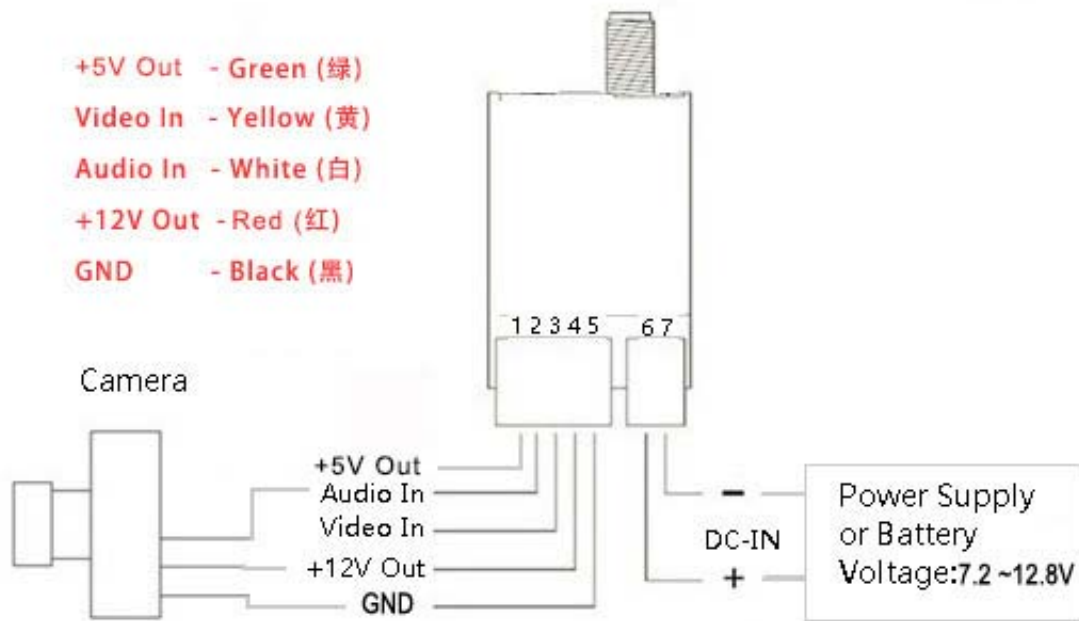 +5V Out - Green (绿)
Video In - Yellow (黄)
Audio In - White (白)
+12V Out - Red (红)
GND - Black (黑)
1 2 3 4 5 6 7
Camera
+5V Out
Audio In
Video In
+12V Out
GND
-
DC-IN
+
Power Supply
or Battery
Voltage:7.2 ~12.8V